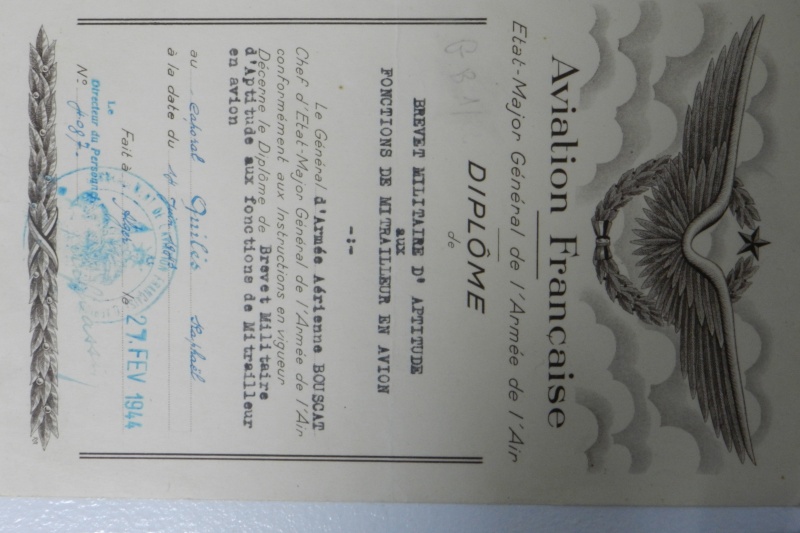 Aviation Française
Etat-Major Général de l'Armée de l'Air
DIPLÔME
de
BREVET MILITAIRE D' APTITUDE
aux
FONCTIONS DE MITRAILLEUR EN AVION
-:-
Le Général d'Armée Aérienne BOUSCAT
Chef d'Etat-Major Général de l'Armée de l'Air
conformément aux Instructions en vigueur
Décerne le Diplôme de Brevet Militaire
d'Aptitude aux fonctions de Mitrailleur
en avion
au Caporal Quilès Raphaël
à la date du
Fait à Alger le 27. FEV 1944
N°
Le
Directeur du Personnel